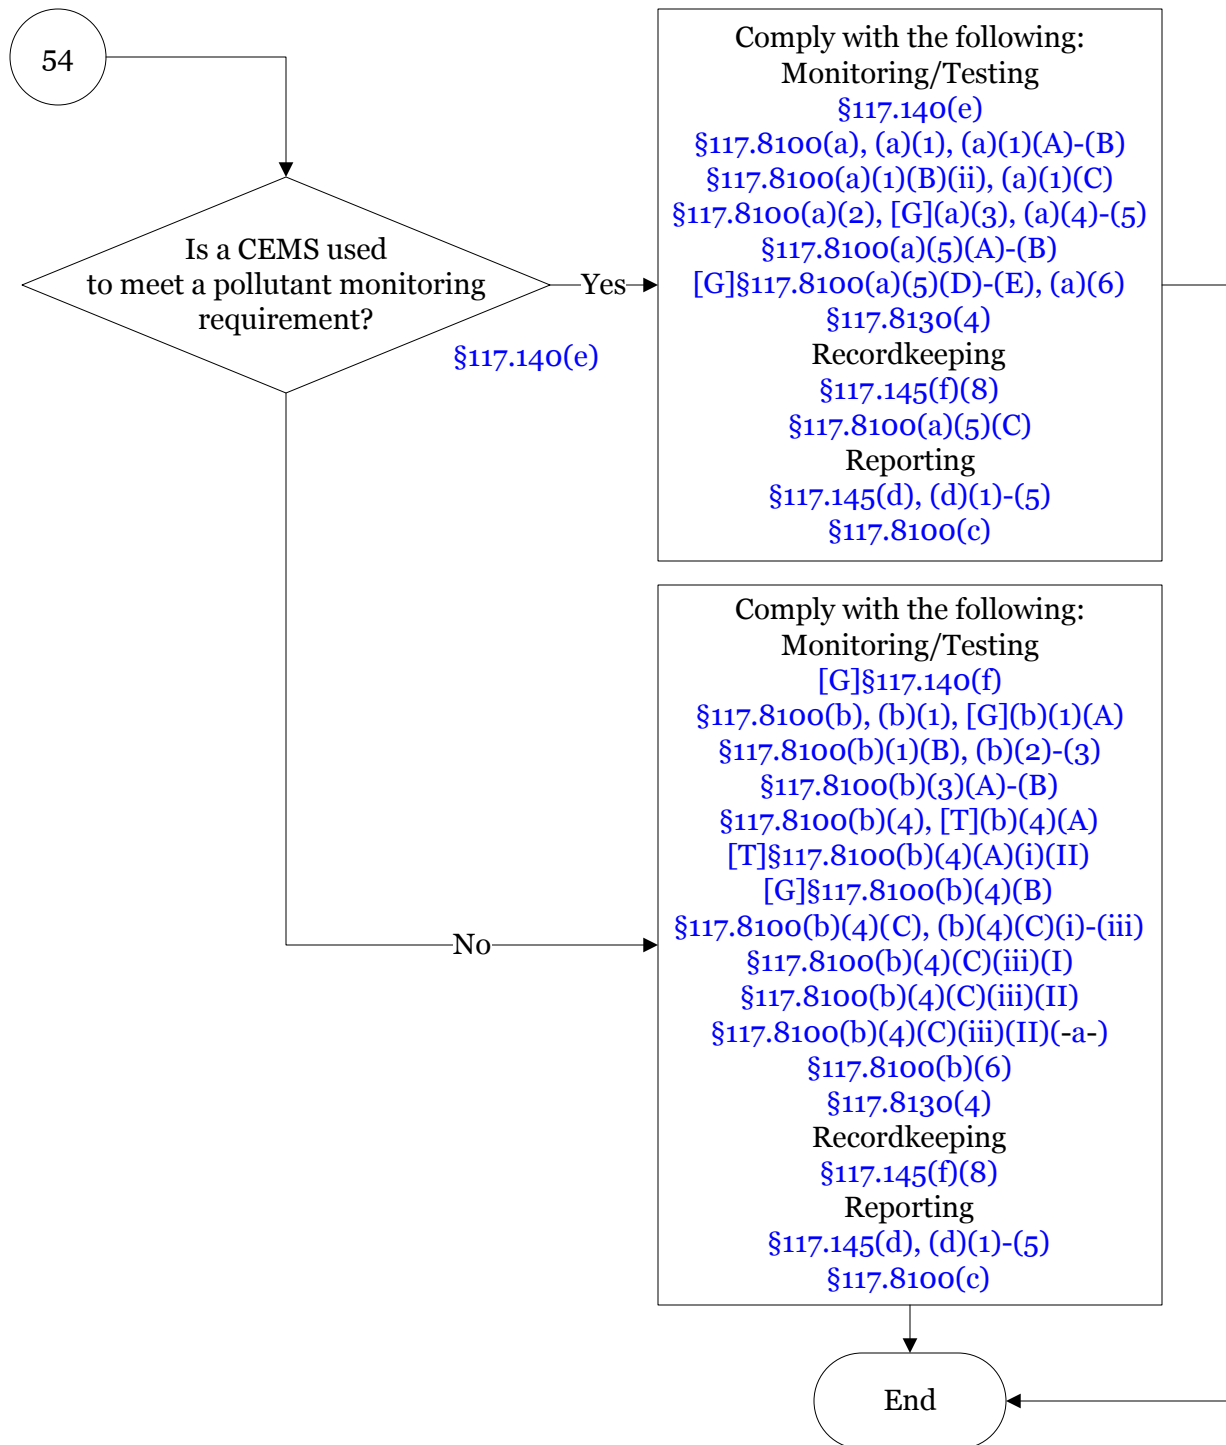 54
Is a CEMS used
to meet a pollutant monitoring
requirement?
§117.140(e)
Yes
Comply with the following:
Monitoring/Testing
§117.140(e)
§117.8100(a), (a)(1), (a)(1)(A)-(B)
§117.8100(a)(1)(B)(ii), (a)(1)(C)
§117.8100(a)(2), [G](a)(3), (a)(4)-(5)
§117.8100(a)(5)(A)-(B)
[G]§117.8100(a)(5)(D)-(E), (a)(6)
§117.8130(4)
Recordkeeping
§117.145(f)(8)
§117.8100(a)(5)(C)
Reporting
§117.145(d), (d)(1)-(5)
§117.8100(c)
No
Comply with the following:
Monitoring/Testing
[G]§117.140(f)
§117.8100(b), (b)(1), [G](b)(1)(A)
§117.8100(b)(1)(B), (b)(2)-(3)
§117.8100(b)(3)(A)-(B)
§117.8100(b)(4), [T](b)(4)(A)
[T]§117.8100(b)(4)(A)(i)(II)
[G]§117.8100(b)(4)(B)
§117.8100(b)(4)(C), (b)(4)(C)(i)-(iii)
§117.8100(b)(4)(C)(iii)(I)
§117.8100(b)(4)(C)(iii)(II)
§117.8100(b)(4)(C)(iii)(II)(-a-)
§117.8100(b)(6)
§117.8130(4)
Recordkeeping
§117.145(f)(8)
Reporting
§117.145(d), (d)(1)-(5)
§117.8100(c)
End